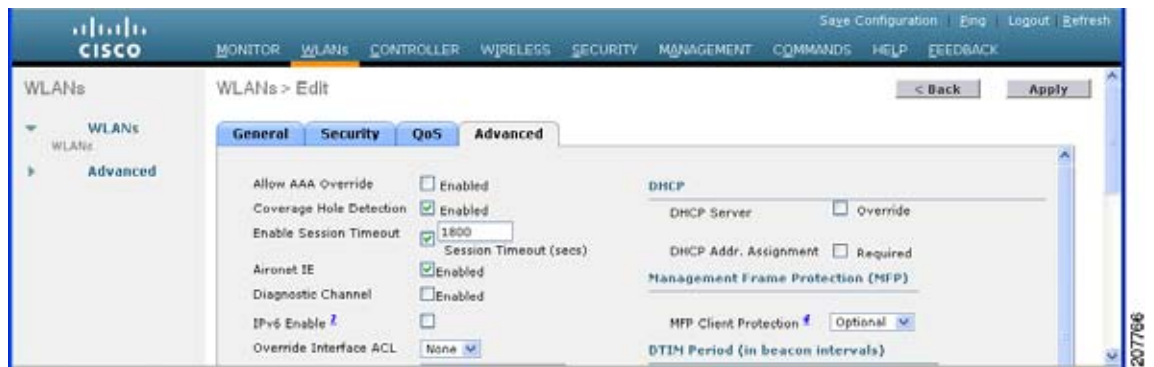 Save Configuration | Ping | Logout | Refresh
CISCO
MONITOR WLANs CONTROLLER WIRELESS SECURITY MANAGEMENT COMMANDS HELP FEEDBACK
WLANs
WLANs > Edit
< Back
Apply
WLANs
WLANs
Advanced
General
Security
QoS
Advanced
Allow AAA Override Enabled
Coverage Hole Detection Enabled
Enable Session Timeout 1800
Session Timeout (secs)
Aironet IE Enabled
Diagnostic Channel Enabled
IPv6 Enable 7
Override Interface ACL None
DHCP
DHCP Server Override
DHCP Addr. Assignment Required
Management Frame Protection (MFP)
MFP Client Protection 4 Optional
DTIM Period (in beacon intervals)
207766